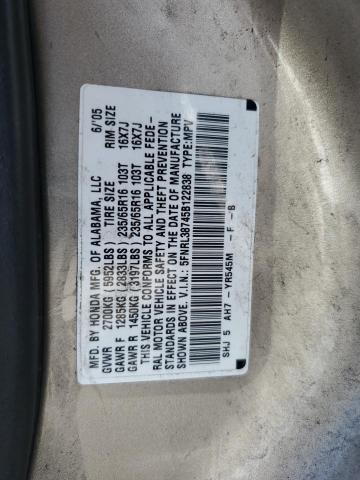 MFD. BY HONDA MFG. OF ALABAMA, LLC 6/'05
GVWR 2700KG (5952LBS) TIRE SIZE RIM SIZE
GAWR F 1285KG (2833LBS) 235/65R16 103T 16X7J
GAWR R 1450KG (3197LBS) 235/65R16 103T 16X7J
THIS VEHICLE CONFORMS TO ALL APPLICABLE FEDE-
RAL MOTOR VEHICLE SAFETY AND THEFT PREVENTION
STANDARDS IN EFFECT ON THE DATE OF MANUFACTURE
SHOWN ABOVE. V.I.N.: 5FNRL38745B122838 TYPE:MPV
SHJ 5 AH7 - YR545M - F - B